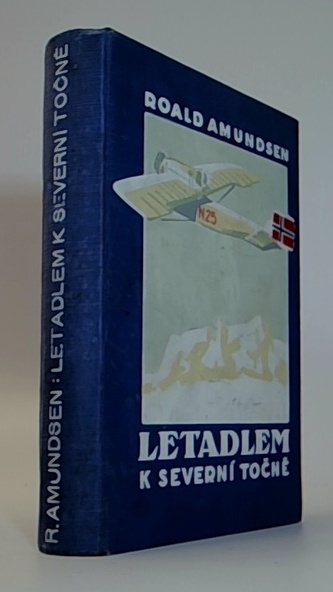 R. AMUNDSEN : LETADLEM K SEVERNÍ TOČNĚ
ROALD AMUNDSEN
N25
LETADLEM
K SEVERNÍ TOČNĚ